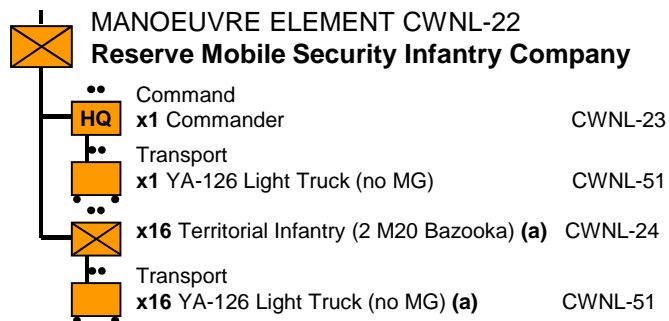 MANOEUVRE ELEMENT CWNL-22
Reserve Mobile Security Infantry Company
Command
HQ x1 Commander CWNL-23
Transport
x1 YA-126 Light Truck (no MG) CWNL-51
x16 Territorial Infantry (2 M20 Bazooka) (a) CWNL-24
Transport
x16 YA-126 Light Truck (no MG) (a) CWNL-51